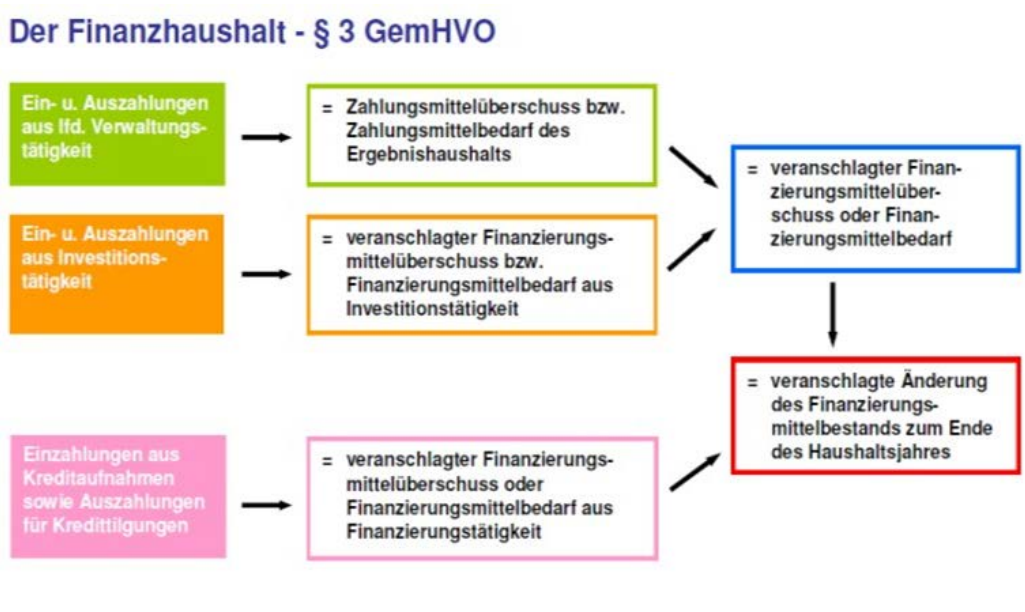 Der Finanzhaushalt - § 3 GemHVO
Ein- u. Auszahlungen
aus lfd. Verwaltungs-
tätigkeit
= Zahlungsmittelüberschuss bzw.
Zahlungsmittelbedarf des
Ergebnishaushalts
Ein- u. Auszahlungen
aus Investitions-
tätigkeit
= veranschlagter Finanzierungs-
mittelüberschuss bzw.
Finanzierungsmittelbedarf aus
Investitionstätigkeit
= veranschlagter Finan-
zierungsmittelüber-
schuss oder Finan-
zierungsmittelbedarf
Einzahlungen aus
Kreditaufnahmen
sowie Auszahlungen
für Kredittilgungen
= veranschlagter Finanzierungs-
mittelüberschuss oder
Finanzierungsmittelbedarf aus
Finanzierungstätigkeit
= veranschlagte Änderung
des Finanzierungs-
mittelbestands zum Ende
des Haushaltsjahres